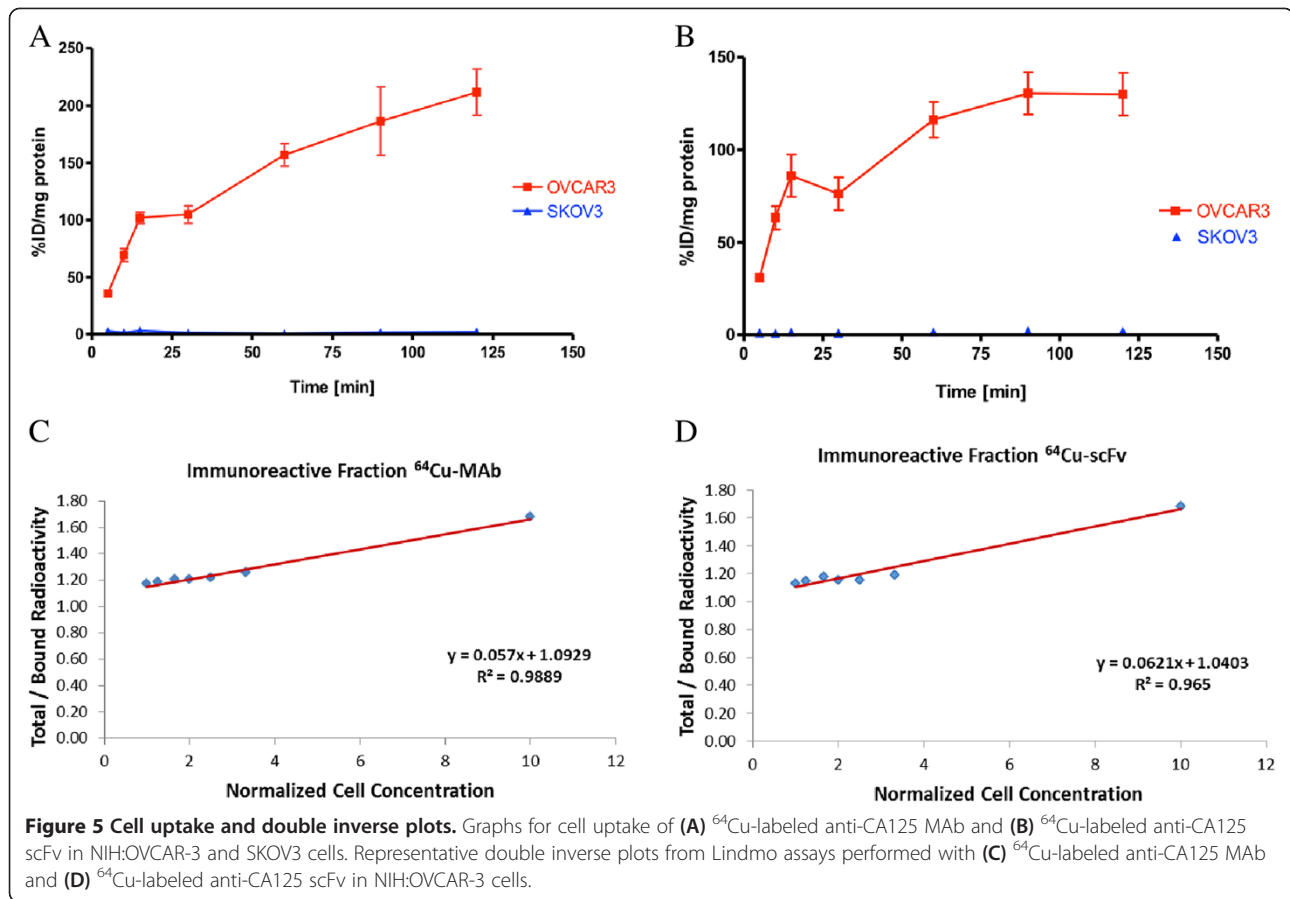 A
250
200
150
100
50
0
%ID/mg protein
OVCAR3
SKOV3
0 25 50 75 100 125 150
Time [min]
B
150
100
50
0
%ID/mg protein
OVCAR3
SKOV3
0 25 50 75 100 125 150
Time [min]
C
Immunoreactive Fraction ⁶⁴Cu-MAb
1.80
1.60
1.40
1.20
1.00
0.80
0.60
0.40
0.20
0.00
Total / Bound Radioactivity
y = 0.057x + 1.0929
R² = 0.9889
0 2 4 6 8 10 12
Normalized Cell Concentration
D
Immunoreactive Fraction ⁶⁴Cu-scFv
1.80
1.60
1.40
1.20
1.00
0.80
0.60
0.40
0.20
0.00
Total / Bound Radioactivity
y = 0.0621x + 1.0403
R² = 0.965
0 2 4 6 8 10 12
Normalized Cell Concentration
Figure 5 Cell uptake and double inverse plots. Graphs for cell uptake of (A) ⁶⁴Cu-labeled anti-CA125 MAb and (B) ⁶⁴Cu-labeled anti-CA125
scFv in NIH:OVCAR-3 and SKOV3 cells. Representative double inverse plots from Lindmo assays performed with (C) ⁶⁴Cu-labeled anti-CA125 MAb
and (D) ⁶⁴Cu-labeled anti-CA125 scFv in NIH:OVCAR-3 cells.